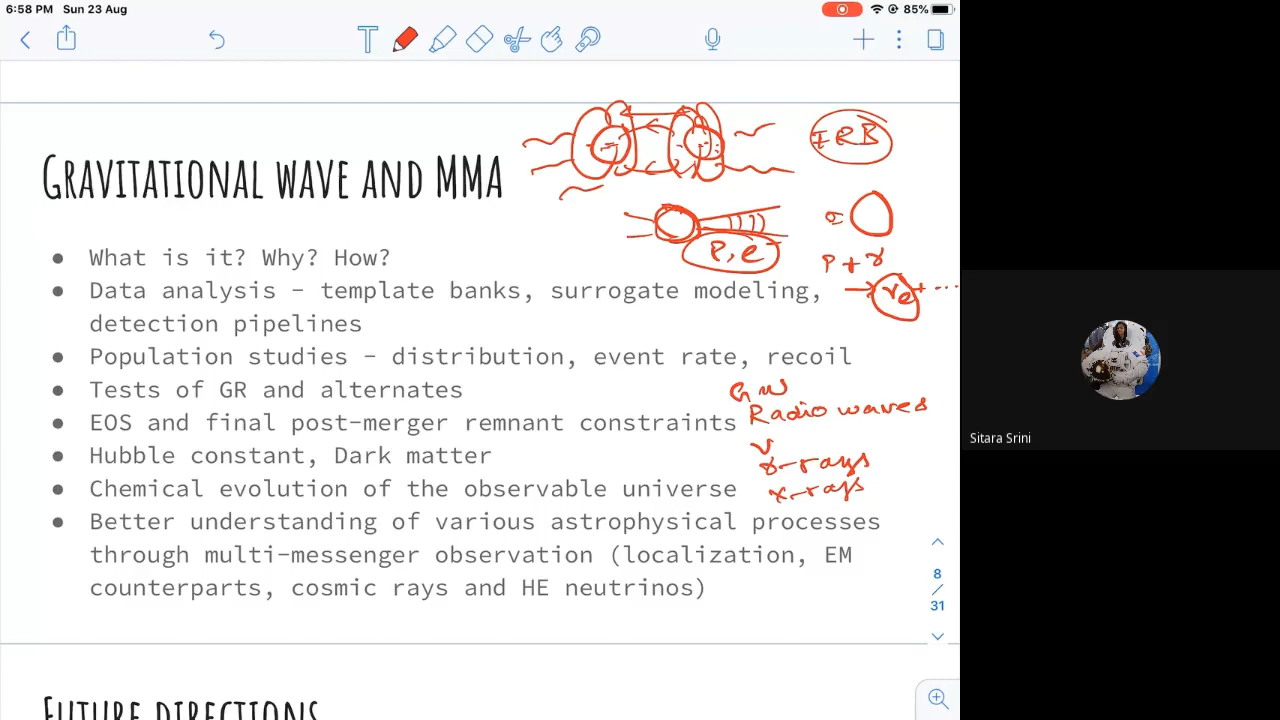 6:58 PM Sun 23 Aug
85%
GRAVITATIONAL WAVE AND MMA
● What is it? Why? How?
● Data analysis - template banks, surrogate modeling,
detection pipelines
● Population studies - distribution, event rate, recoil
● Tests of GR and alternates
● EOS and final post-merger remnant constraints
● Hubble constant, Dark matter
● Chemical evolution of the observable universe
● Better understanding of various astrophysical processes
through multi-messenger observation (localization, EM
counterparts, cosmic rays and HE neutrinos)
P, e⁻
P + γ
→ νe + ...
GW
Radio waves
ν
γ-rays
x-rays
8
/
31
FUTURE DIRECTIONS
Sitara Srini